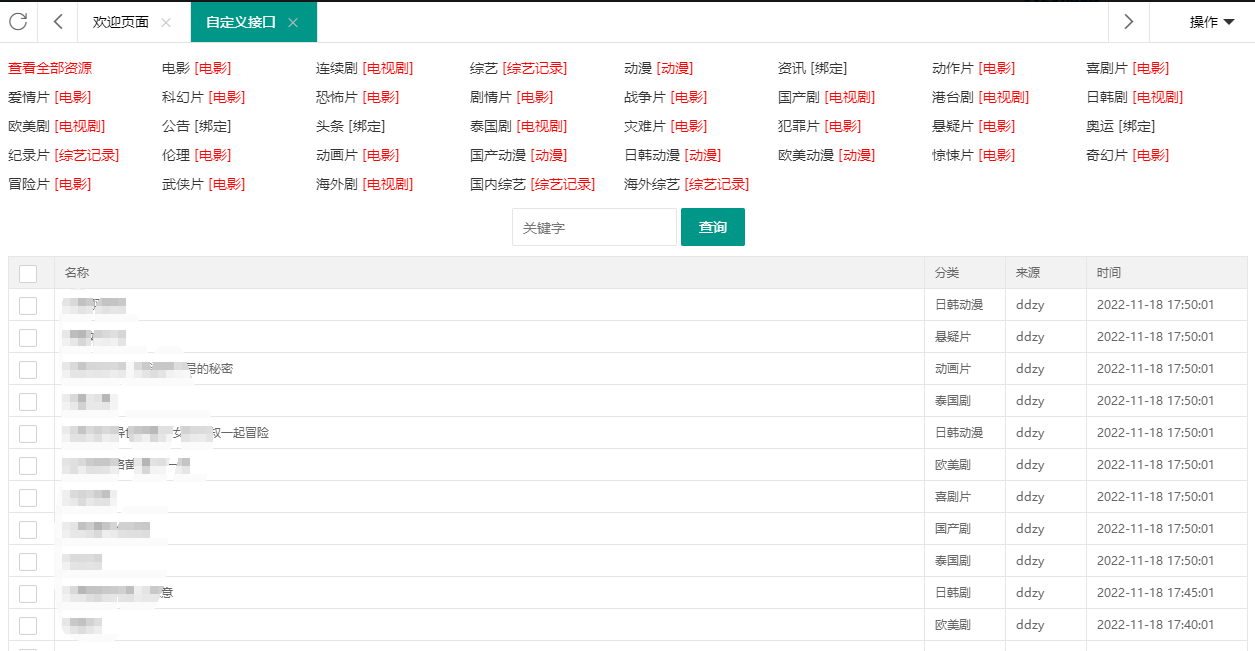 欢迎页面 自定义接口 操作
查看全部资源 电影 [电影] 连续剧 [电视剧] 综艺 [综艺记录] 动漫 [动漫] 资讯 [绑定] 动作片 [电影] 喜剧片 [电影]
爱情片 [电影] 科幻片 [电影] 恐怖片 [电影] 剧情片 [电影] 战争片 [电影] 国产剧 [电视剧] 港台剧 [电视剧] 日韩剧 [电视剧]
欧美剧 [电视剧] 公告 [绑定] 头条 [绑定] 泰国剧 [电视剧] 灾难片 [电影] 犯罪片 [电影] 悬疑片 [电影] 奥运 [绑定]
纪录片 [综艺记录] 伦理 [电影] 动画片 [电影] 国产动漫 [动漫] 日韩动漫 [动漫] 欧美动漫 [动漫] 惊悚片 [电影] 奇幻片 [电影]
冒险片 [电影] 武侠片 [电影] 海外剧 [电视剧] 国内综艺 [综艺记录] 海外综艺 [综艺记录]
关键字 查询
名称 分类 来源 时间
日韩动漫 ddzy 2022-11-18 17:50:01
悬疑片 ddzy 2022-11-18 17:50:01
号的秘密 动画片 ddzy 2022-11-18 17:50:01
泰国剧 ddzy 2022-11-18 17:50:01
女 叔一起冒险 日韩动漫 ddzy 2022-11-18 17:50:01
欧美剧 ddzy 2022-11-18 17:50:01
喜剧片 ddzy 2022-11-18 17:50:01
国产剧 ddzy 2022-11-18 17:50:01
泰国剧 ddzy 2022-11-18 17:50:01
意 日韩剧 ddzy 2022-11-18 17:45:01
欧美剧 ddzy 2022-11-18 17:40:01